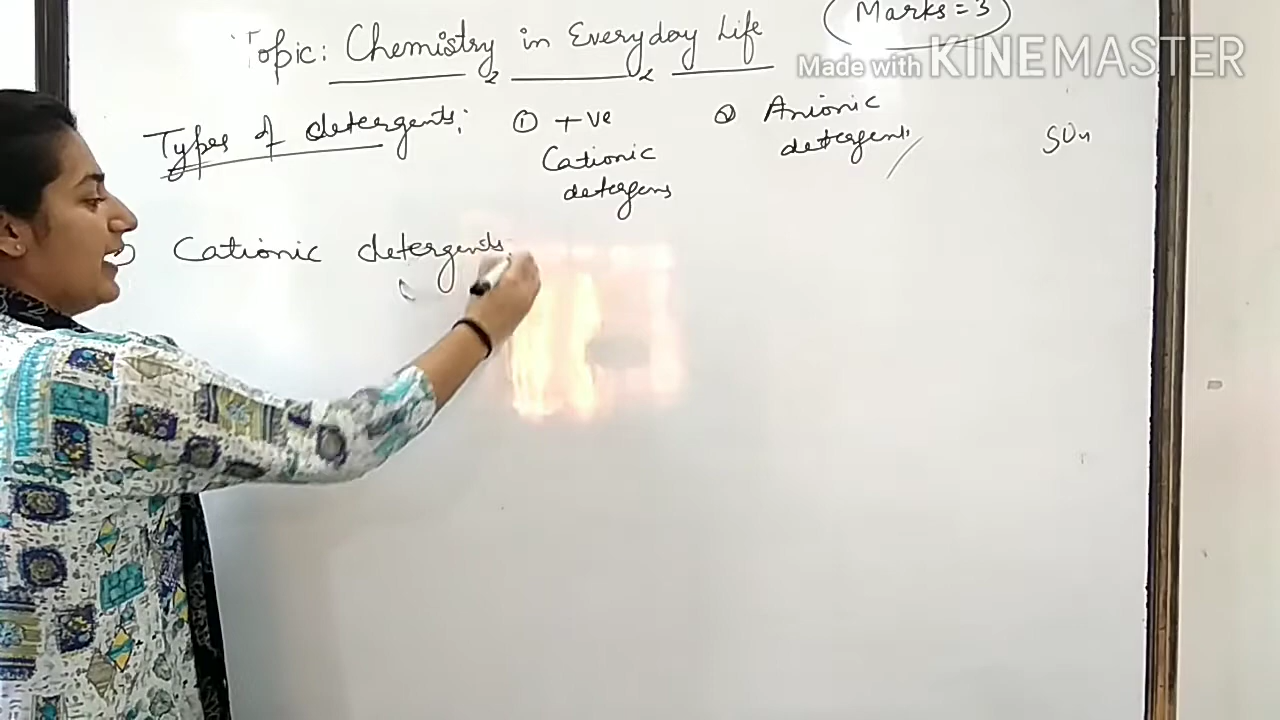 Topic: Chemistry in Everyday Life
Marks = 3
Made with KINEMASTER
Types of detergents:
① +ve
Cationic
detergens
② Anionic
detergents
Cationic detergents